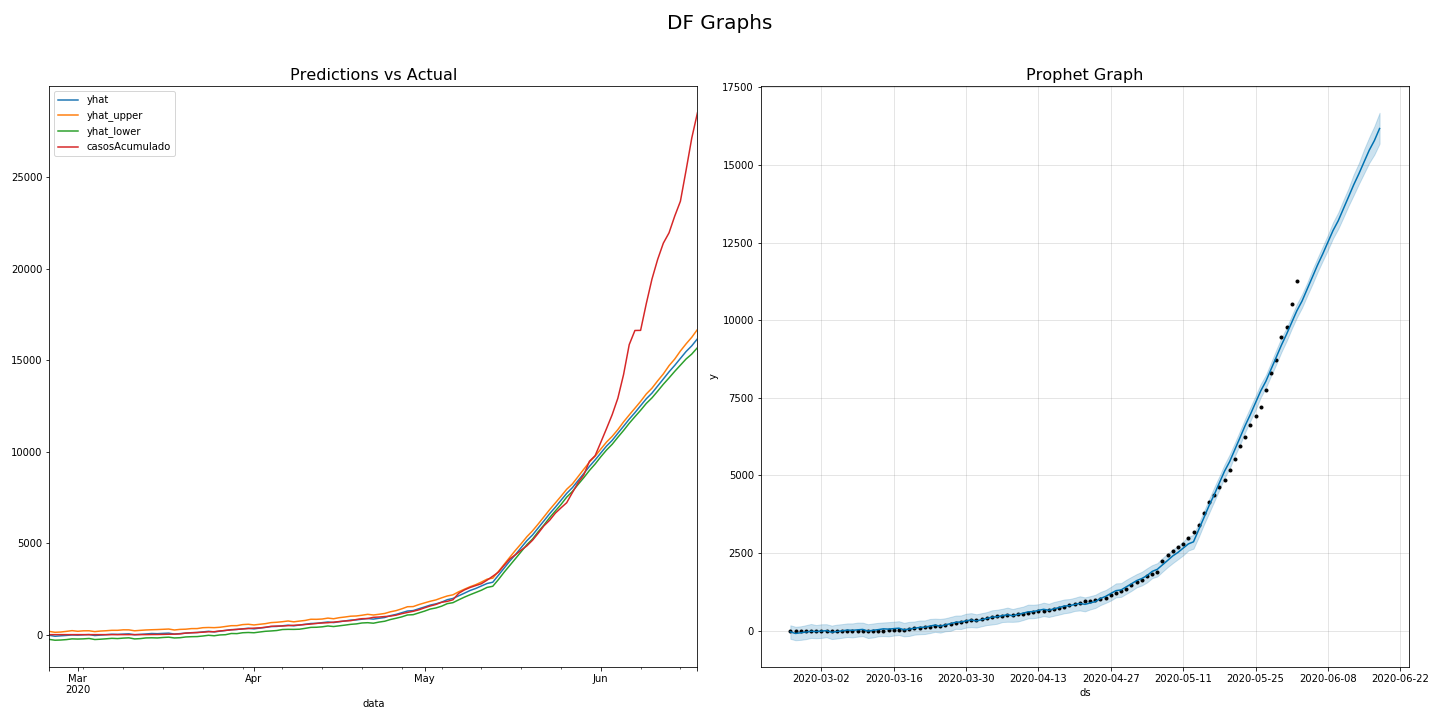 DF Graphs
Predictions vs Actual
yhat
yhat_upper
yhat_lower
casosAcumulado
25000
20000
15000
10000
5000
0
Mar
2020
Apr
May
Jun
data
Prophet Graph
17500
15000
12500
10000
7500
5000
2500
0
y
2020-03-02
2020-03-16
2020-03-30
2020-04-13
2020-04-27
2020-05-11
2020-05-25
2020-06-08
2020-06-22
ds